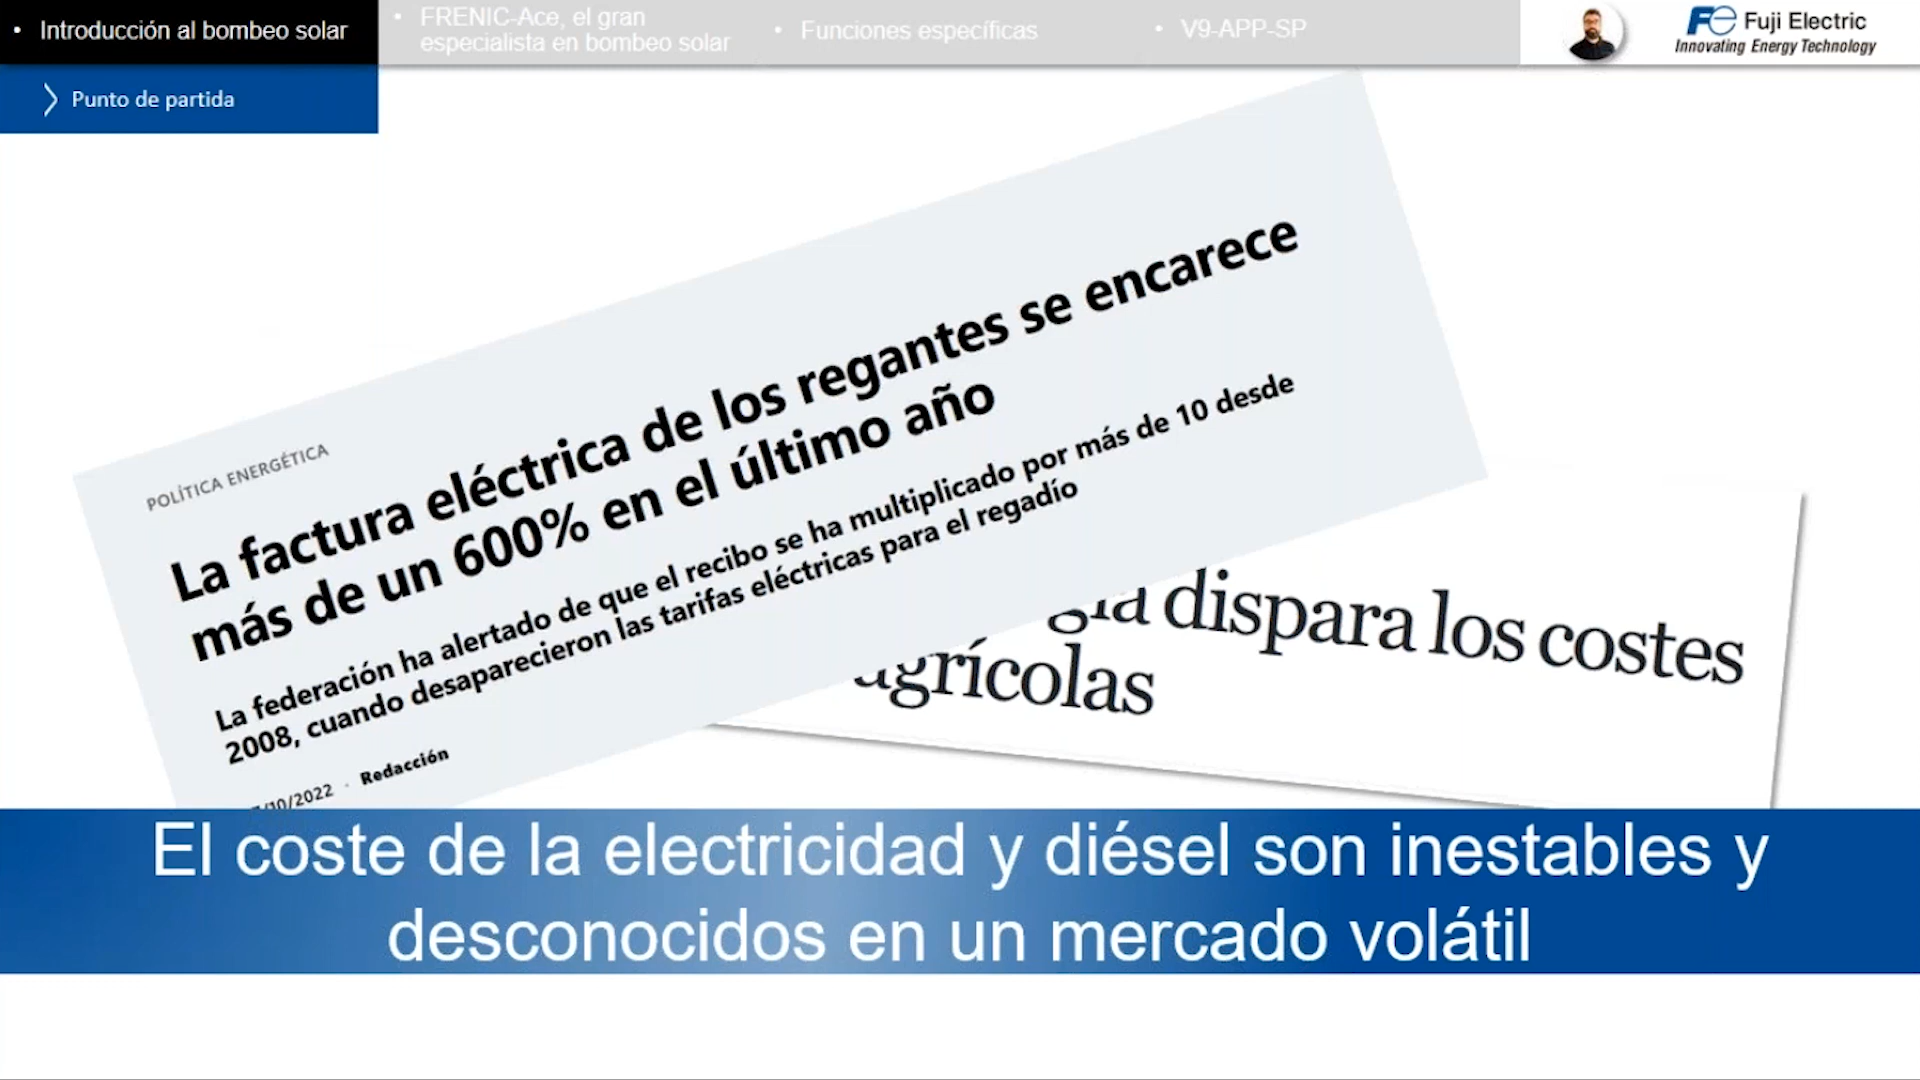 • Introducción al bombeo solar
• FRENIC-Ace, el gran
especialista en bombeo solar
• Funciones específicas
• V9-APP-SP
Fuji Electric
Innovating Energy Technology
Punto de partida
POLÍTICA ENERGÉTICA
La factura eléctrica de los regantes se encarece
más de un 600% en el último año
La federación ha alertado de que el recibo se ha multiplicado por más de 10 desde
2008, cuando desaparecieron las tarifas eléctricas para el regadío
/10/2022 · Redacción
dispara los costes
agrícolas
El coste de la electricidad y diésel son inestables y
desconocidos en un mercado volátil